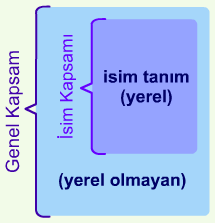 Genel Kapsam
İsim Kapsamı
isim tanım
(yerel)
(yerel olmayan)